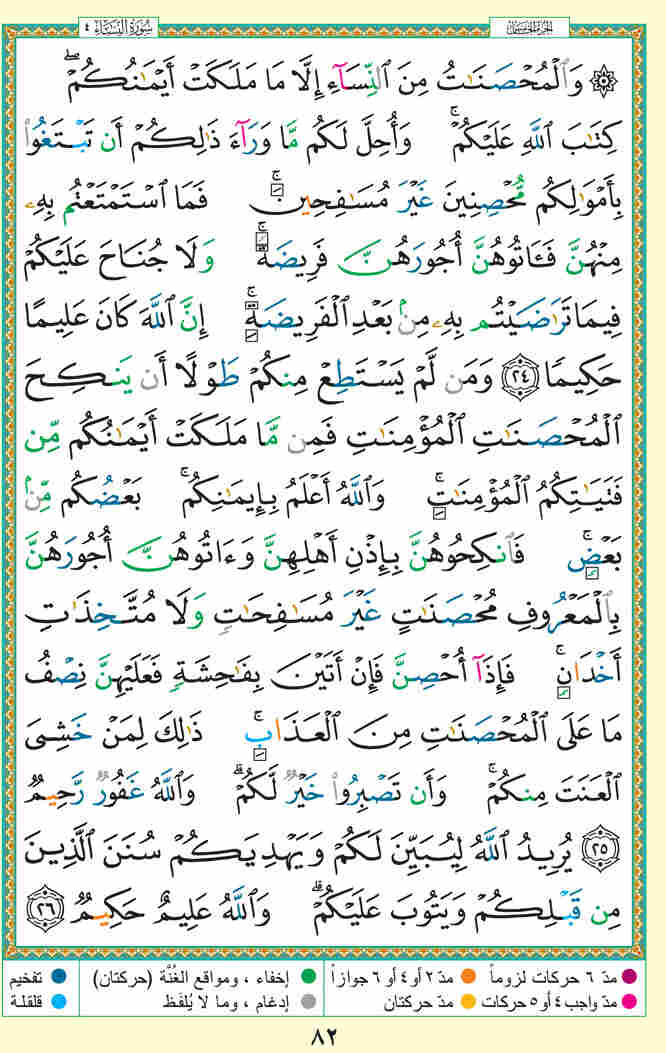 سُورَةُ النِّسَاءِ ٤
الجزء الخامس
۞ وَٱلْمُحْصَنَـٰتُ مِنَ ٱلنِّسَآءِ إِلَّا مَا مَلَكَتْ أَيْمَـٰنُكُمْ ۖ
كِتَـٰبَ ٱللَّهِ عَلَيْكُمْ ۚ وَأُحِلَّ لَكُم مَّا وَرَآءَ ذَٰلِكُمْ أَن تَبْتَغُوا۟
بِأَمْوَٰلِكُم مُّحْصِنِينَ غَيْرَ مُسَـٰفِحِينَ ۚ فَمَا ٱسْتَمْتَعْتُم بِهِۦ
مِنْهُنَّ فَـَٔاتُوهُنَّ أُجُورَهُنَّ فَرِيضَةً ۚ وَلَا جُنَاحَ عَلَيْكُمْ
فِيمَا تَرَٰضَيْتُم بِهِۦ مِنۢ بَعْدِ ٱلْفَرِيضَةِ ۚ إِنَّ ٱللَّهَ كَانَ عَلِيمًا
حَكِيمًا ٢٤ وَمَن لَّمْ يَسْتَطِعْ مِنكُمْ طَوْلًا أَن يَنكِحَ
ٱلْمُحْصَنَـٰتِ ٱلْمُؤْمِنَـٰتِ فَمِن مَّا مَلَكَتْ أَيْمَـٰنُكُم مِّن
فَتَيَـٰتِكُمُ ٱلْمُؤْمِنَـٰتِ ۚ وَٱللَّهُ أَعْلَمُ بِإِيمَـٰنِكُم ۚ بَعْضُكُم مِّنۢ
بَعْضٍ ۚ فَٱنكِحُوهُنَّ بِإِذْنِ أَهْلِهِنَّ وَءَاتُوهُنَّ أُجُورَهُنَّ
بِٱلْمَعْرُوفِ مُحْصَنَـٰتٍ غَيْرَ مُسَـٰفِحَـٰتٍ وَلَا مُتَّخِذَٰتِ
أَخْدَانٍ ۚ فَإِذَآ أُحْصِنَّ فَإِنْ أَتَيْنَ بِفَـٰحِشَةٍ فَعَلَيْهِنَّ نِصْفُ
مَا عَلَى ٱلْمُحْصَنَـٰتِ مِنَ ٱلْعَذَابِ ۚ ذَٰلِكَ لِمَنْ خَشِىَ
ٱلْعَنَتَ مِنكُمْ ۚ وَأَن تَصْبِرُوا۟ خَيْرٌ لَّكُمْ ۗ وَٱللَّهُ غَفُورٌ رَّحِيمٌ
٢٥ يُرِيدُ ٱللَّهُ لِيُبَيِّنَ لَكُمْ وَيَهْدِيَكُمْ سُنَنَ ٱلَّذِينَ
مِن قَبْلِكُمْ وَيَتُوبَ عَلَيْكُمْ ۗ وَٱللَّهُ عَلِيمٌ حَكِيمٌ ٢٦
مدّ ٦ حركات لزوماً مدّ ٢ أو ٤ أو ٦ جوازاً إخفاء ، ومواقع الغُنَّة (حركتان) تفخيم
مدّ واجب ٤ أو ٥ حركات مدّ حركتان إدغام ، وما لا يُلفَظ قلقلة
٨٢